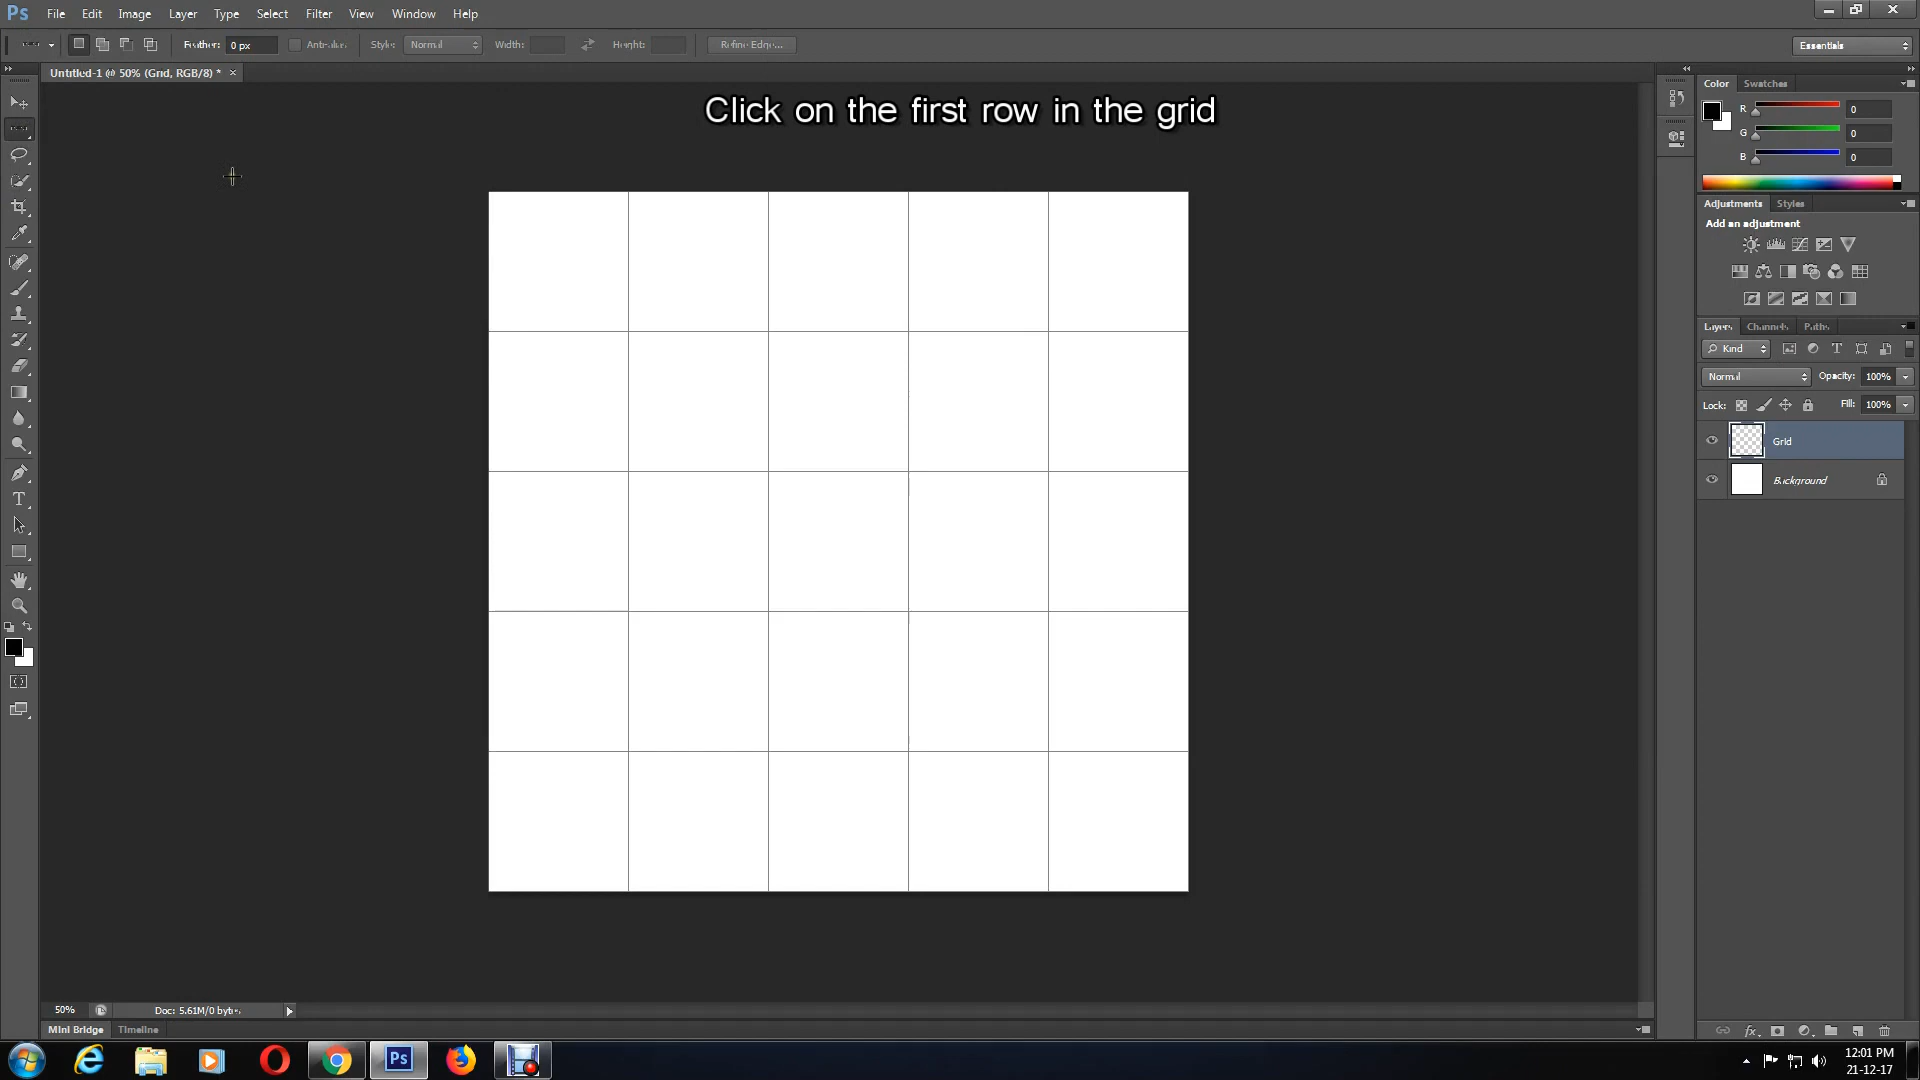 Ps File Edit Image Layer Type Select Filter View Window Help
Feather: 0 px Anti-alias Style: Normal Width: Height: Refine Edge... Essentials
Untitled-1 @ 50% (Grid, RGB/8) * ×
Click on the first row in the grid
Color Swatches
R 0
G 0
B 0
Adjustments Styles
Add an adjustment
Layers Channels Paths
Kind
Normal Opacity: 100%
Lock: Fill: 100%
Grid
Background
50% Doc: 5.61M/0 bytes
Mini Bridge Timeline
Ps
12:01 PM
21-12-17